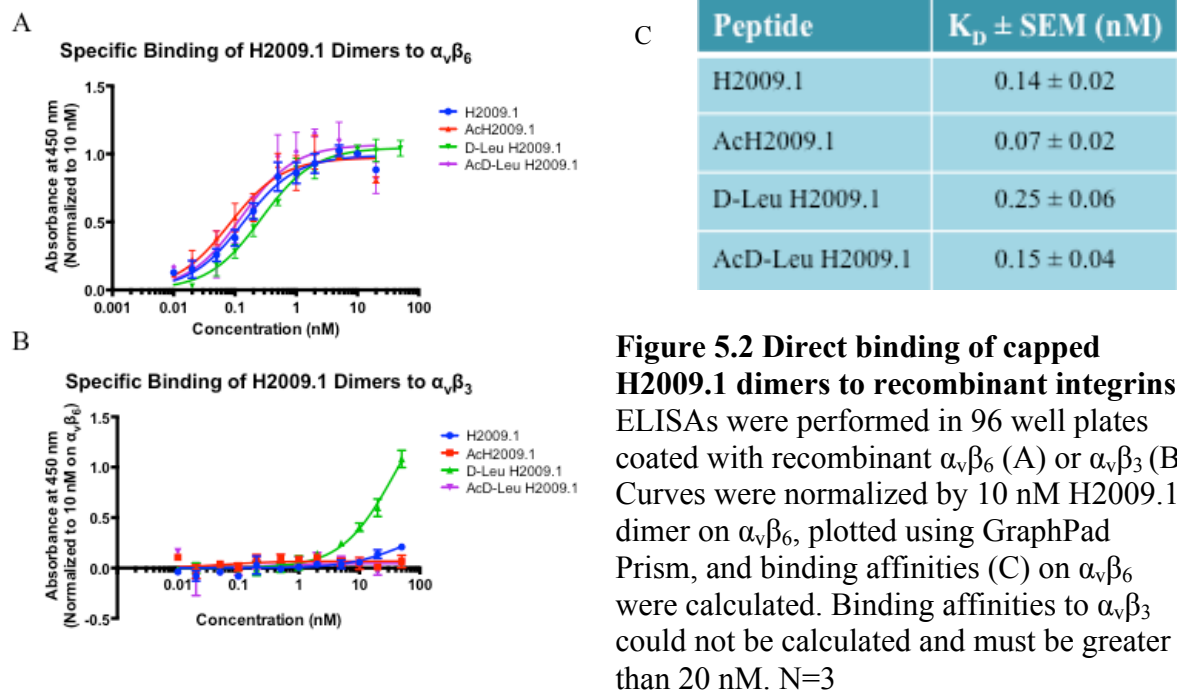 A
Specific Binding of H2009.1 Dimers to αvβ6
Absorbance at 450 nm
(Normalized to 10 nM)
1.5
1.0
0.5
0.0
0.001
0.01
0.1
1
10
100
Concentration (nM)
H2009.1
AcH2009.1
D-Leu H2009.1
AcD-Leu H2009.1
B
Specific Binding of H2009.1 Dimers to αvβ3
Absorbance at 450 nm
(Normalized to 10 nM on αvβ6)
1.5
1.0
0.5
0.0
-0.5
0.001
0.01
0.1
1
10
100
Concentration (nM)
H2009.1
AcH2009.1
D-Leu H2009.1
AcD-Leu H2009.1
C
Peptide KD ± SEM (nM)
H2009.1 0.14 ± 0.02
AcH2009.1 0.07 ± 0.02
D-Leu H2009.1 0.25 ± 0.06
AcD-Leu H2009.1 0.15 ± 0.04
Figure 5.2 Direct binding of capped
H2009.1 dimers to recombinant integrins
ELISAs were performed in 96 well plates
coated with recombinant αvβ6 (A) or αvβ3 (B
Curves were normalized by 10 nM H2009.1
dimer on αvβ6, plotted using GraphPad
Prism, and binding affinities (C) on αvβ6
were calculated. Binding affinities to αvβ3
could not be calculated and must be greater
than 20 nM. N=3